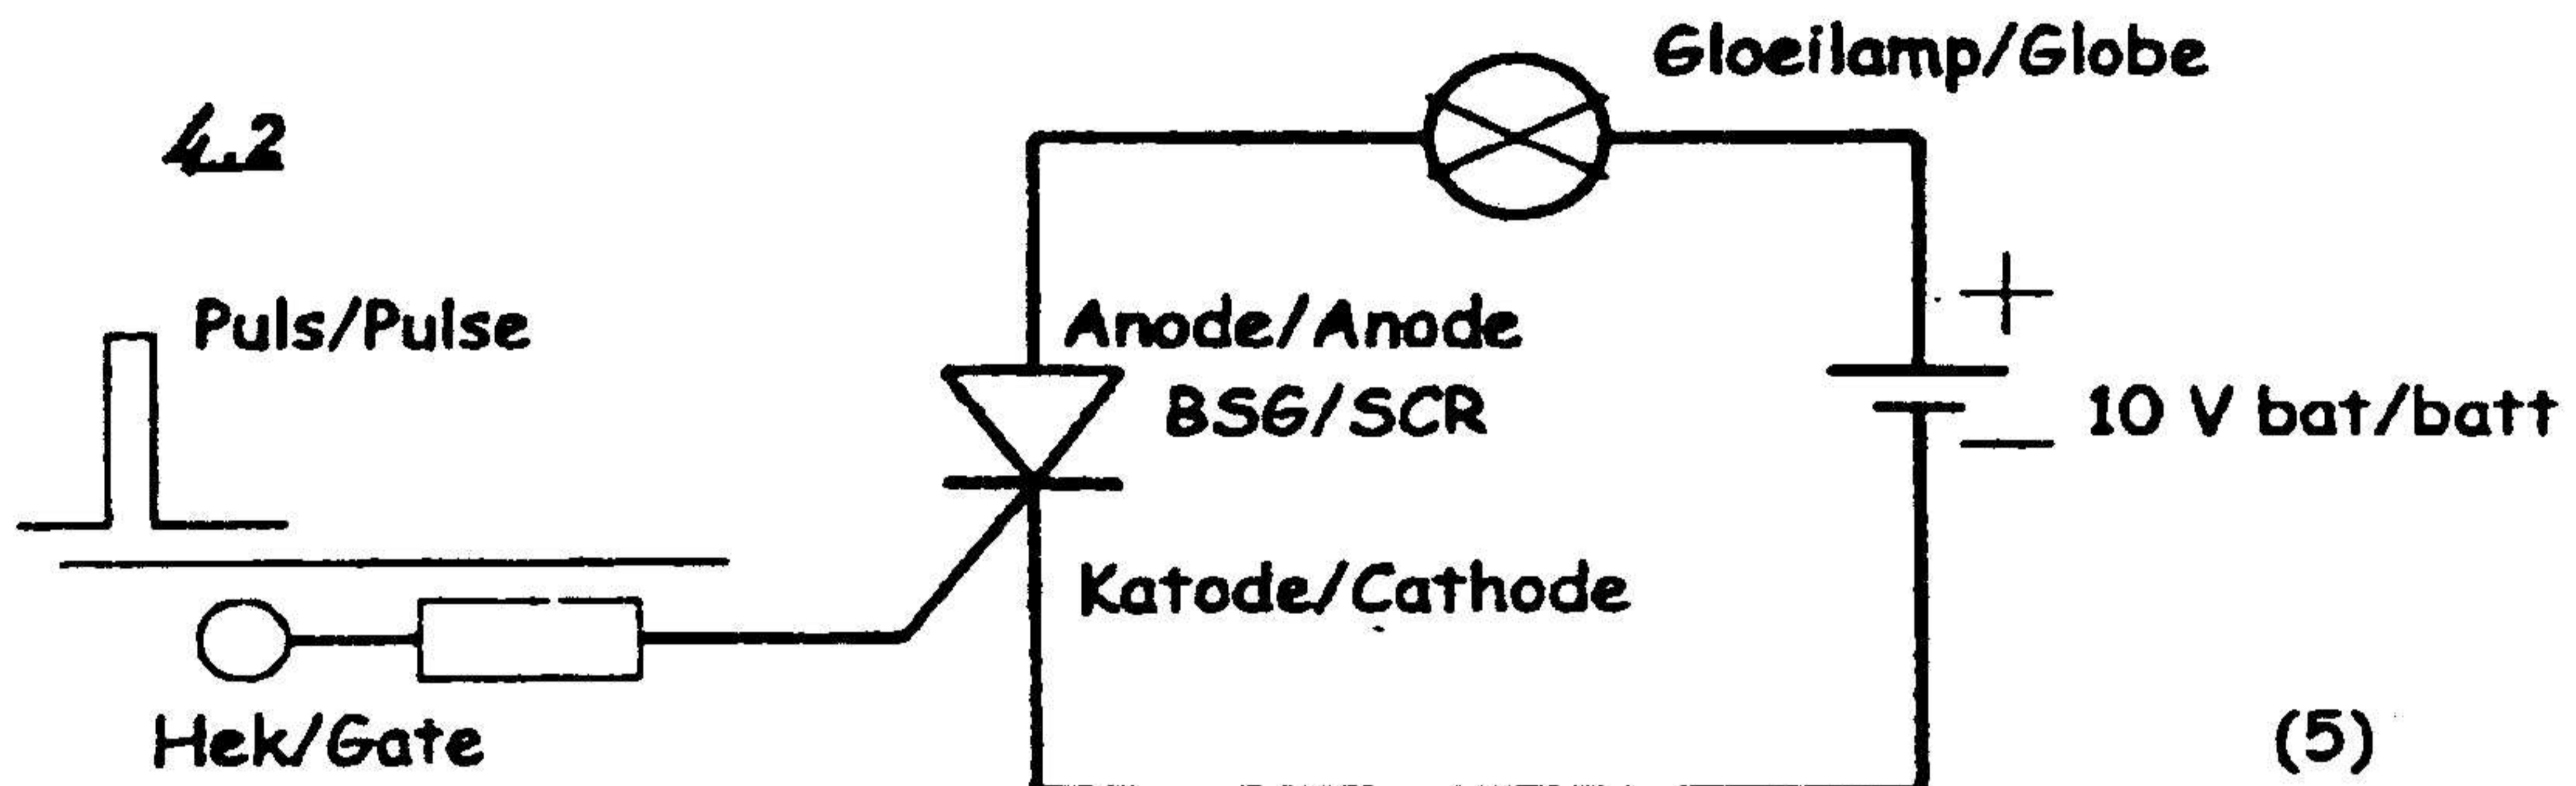 Gloeilamp/Globe
4.2
+
Puls/Pulse
Anode/Anode
BSG/SCR
10 V bat/batt
–
Katode/Cathode
Hek/Gate
(5)